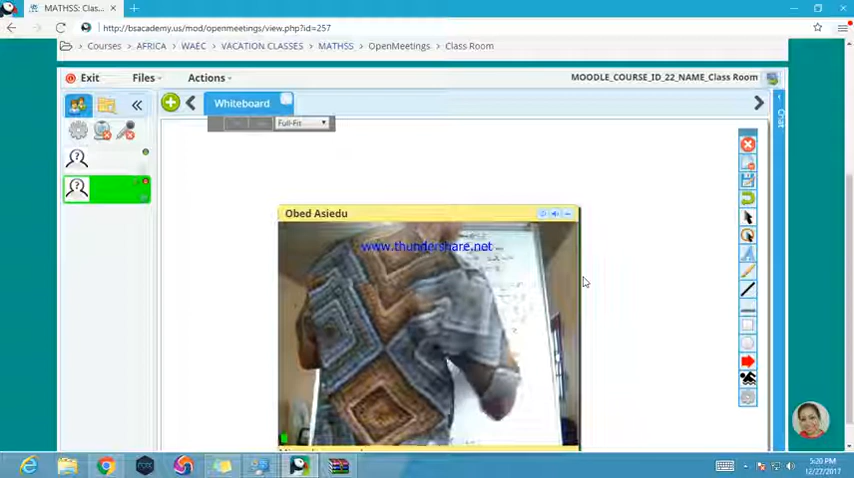 MATHSS: Clas...
http://bsacademy.us/mod/openmeetings/view.php?id=257
Courses > AFRICA > WAEC > VACATION CLASSES > MATHSS > OpenMeetings > Class Room
Exit Files Actions MOODLE_COURSE_ID_22_NAME_Class Room
Whiteboard
Full-Fit
Chat
Obed Asiedu
www.thundershare.net
5:20 PM
12/27/2017